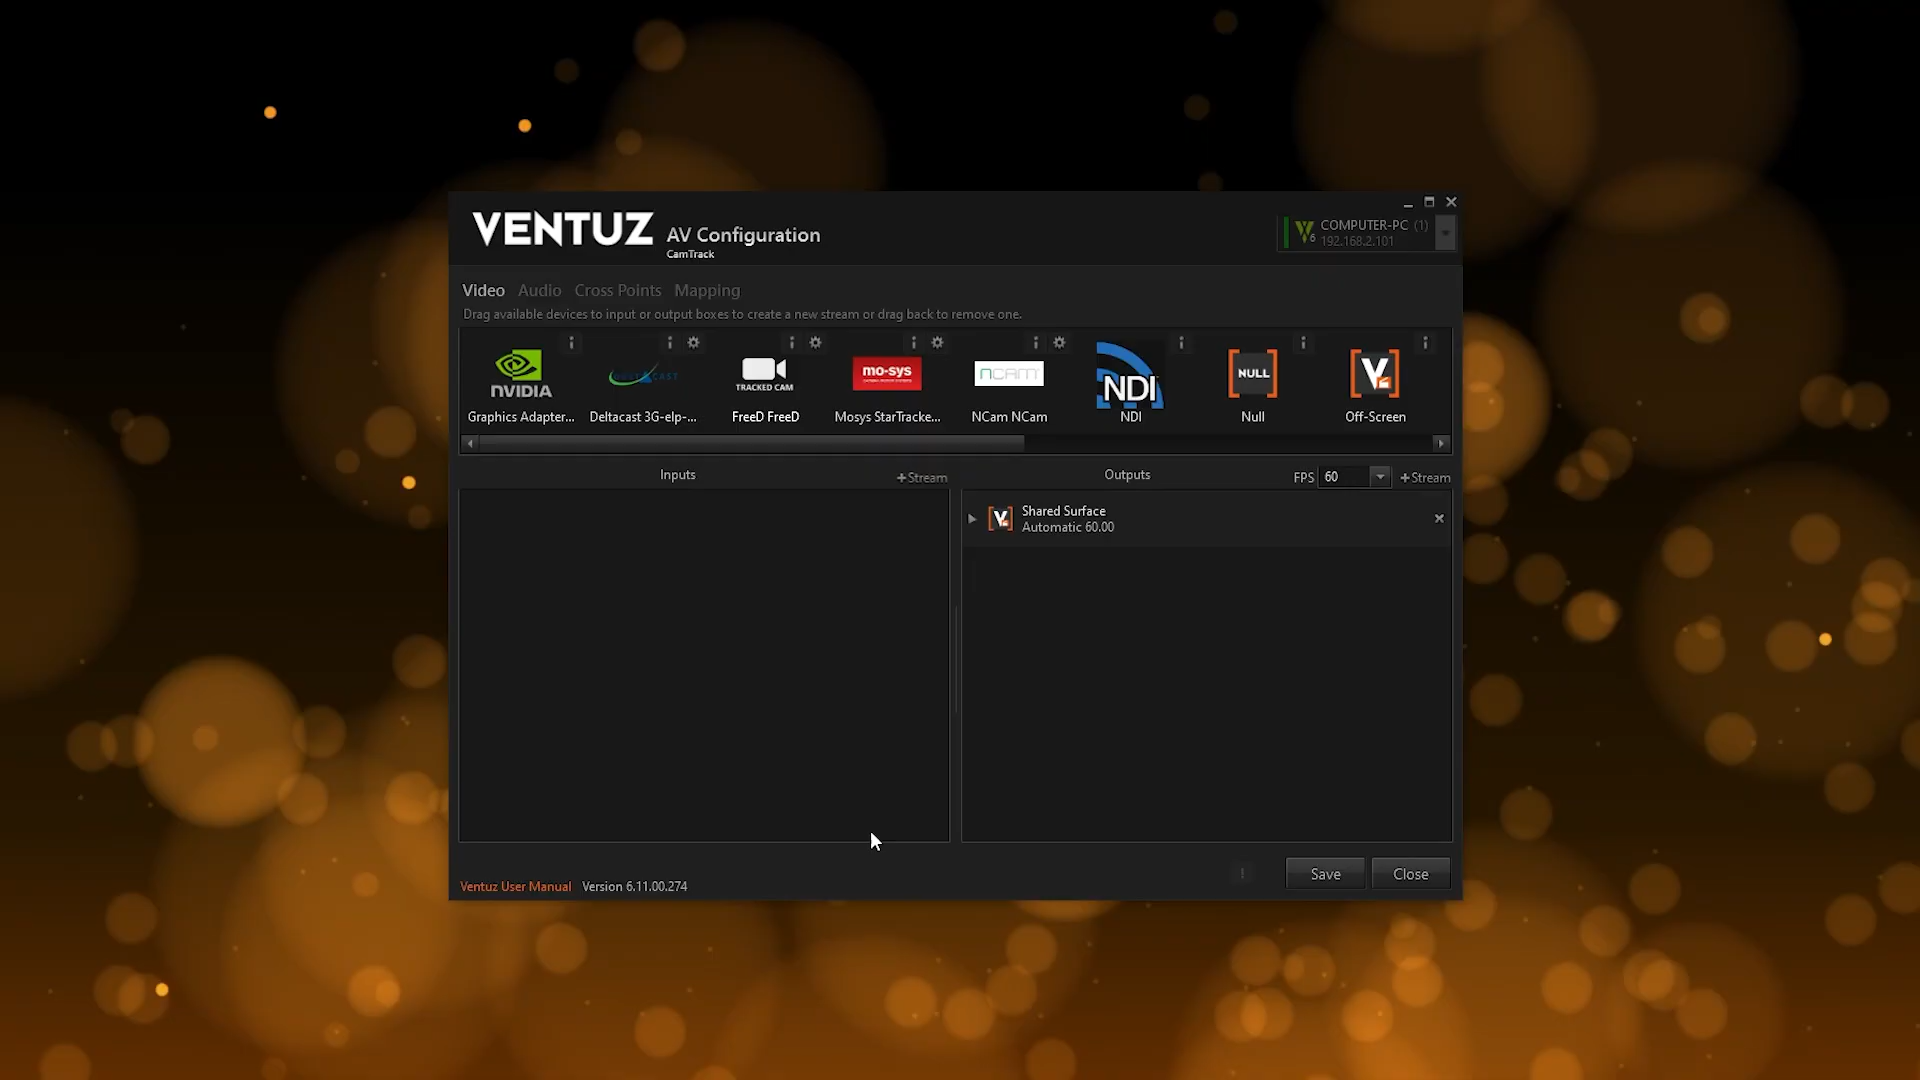 VENTUZ AV Configuration
CamTrack
COMPUTER-PC (1)
192.168.2.101
Video Audio Cross Points Mapping
Drag available devices to input or output boxes to create a new stream or drag back to remove one.
NVIDIA
TRACKED CAM
mo-sys
ncam
NDI
NULL
Graphics Adapter... Deltacast 3G-elp-... FreeD FreeD Mosys StarTracke... NCam NCam NDI Null Off-Screen
Inputs +Stream Outputs FPS 60 +Stream
Shared Surface
Automatic 60.00
Save Close
Ventuz User Manual Version 6.11.00.274